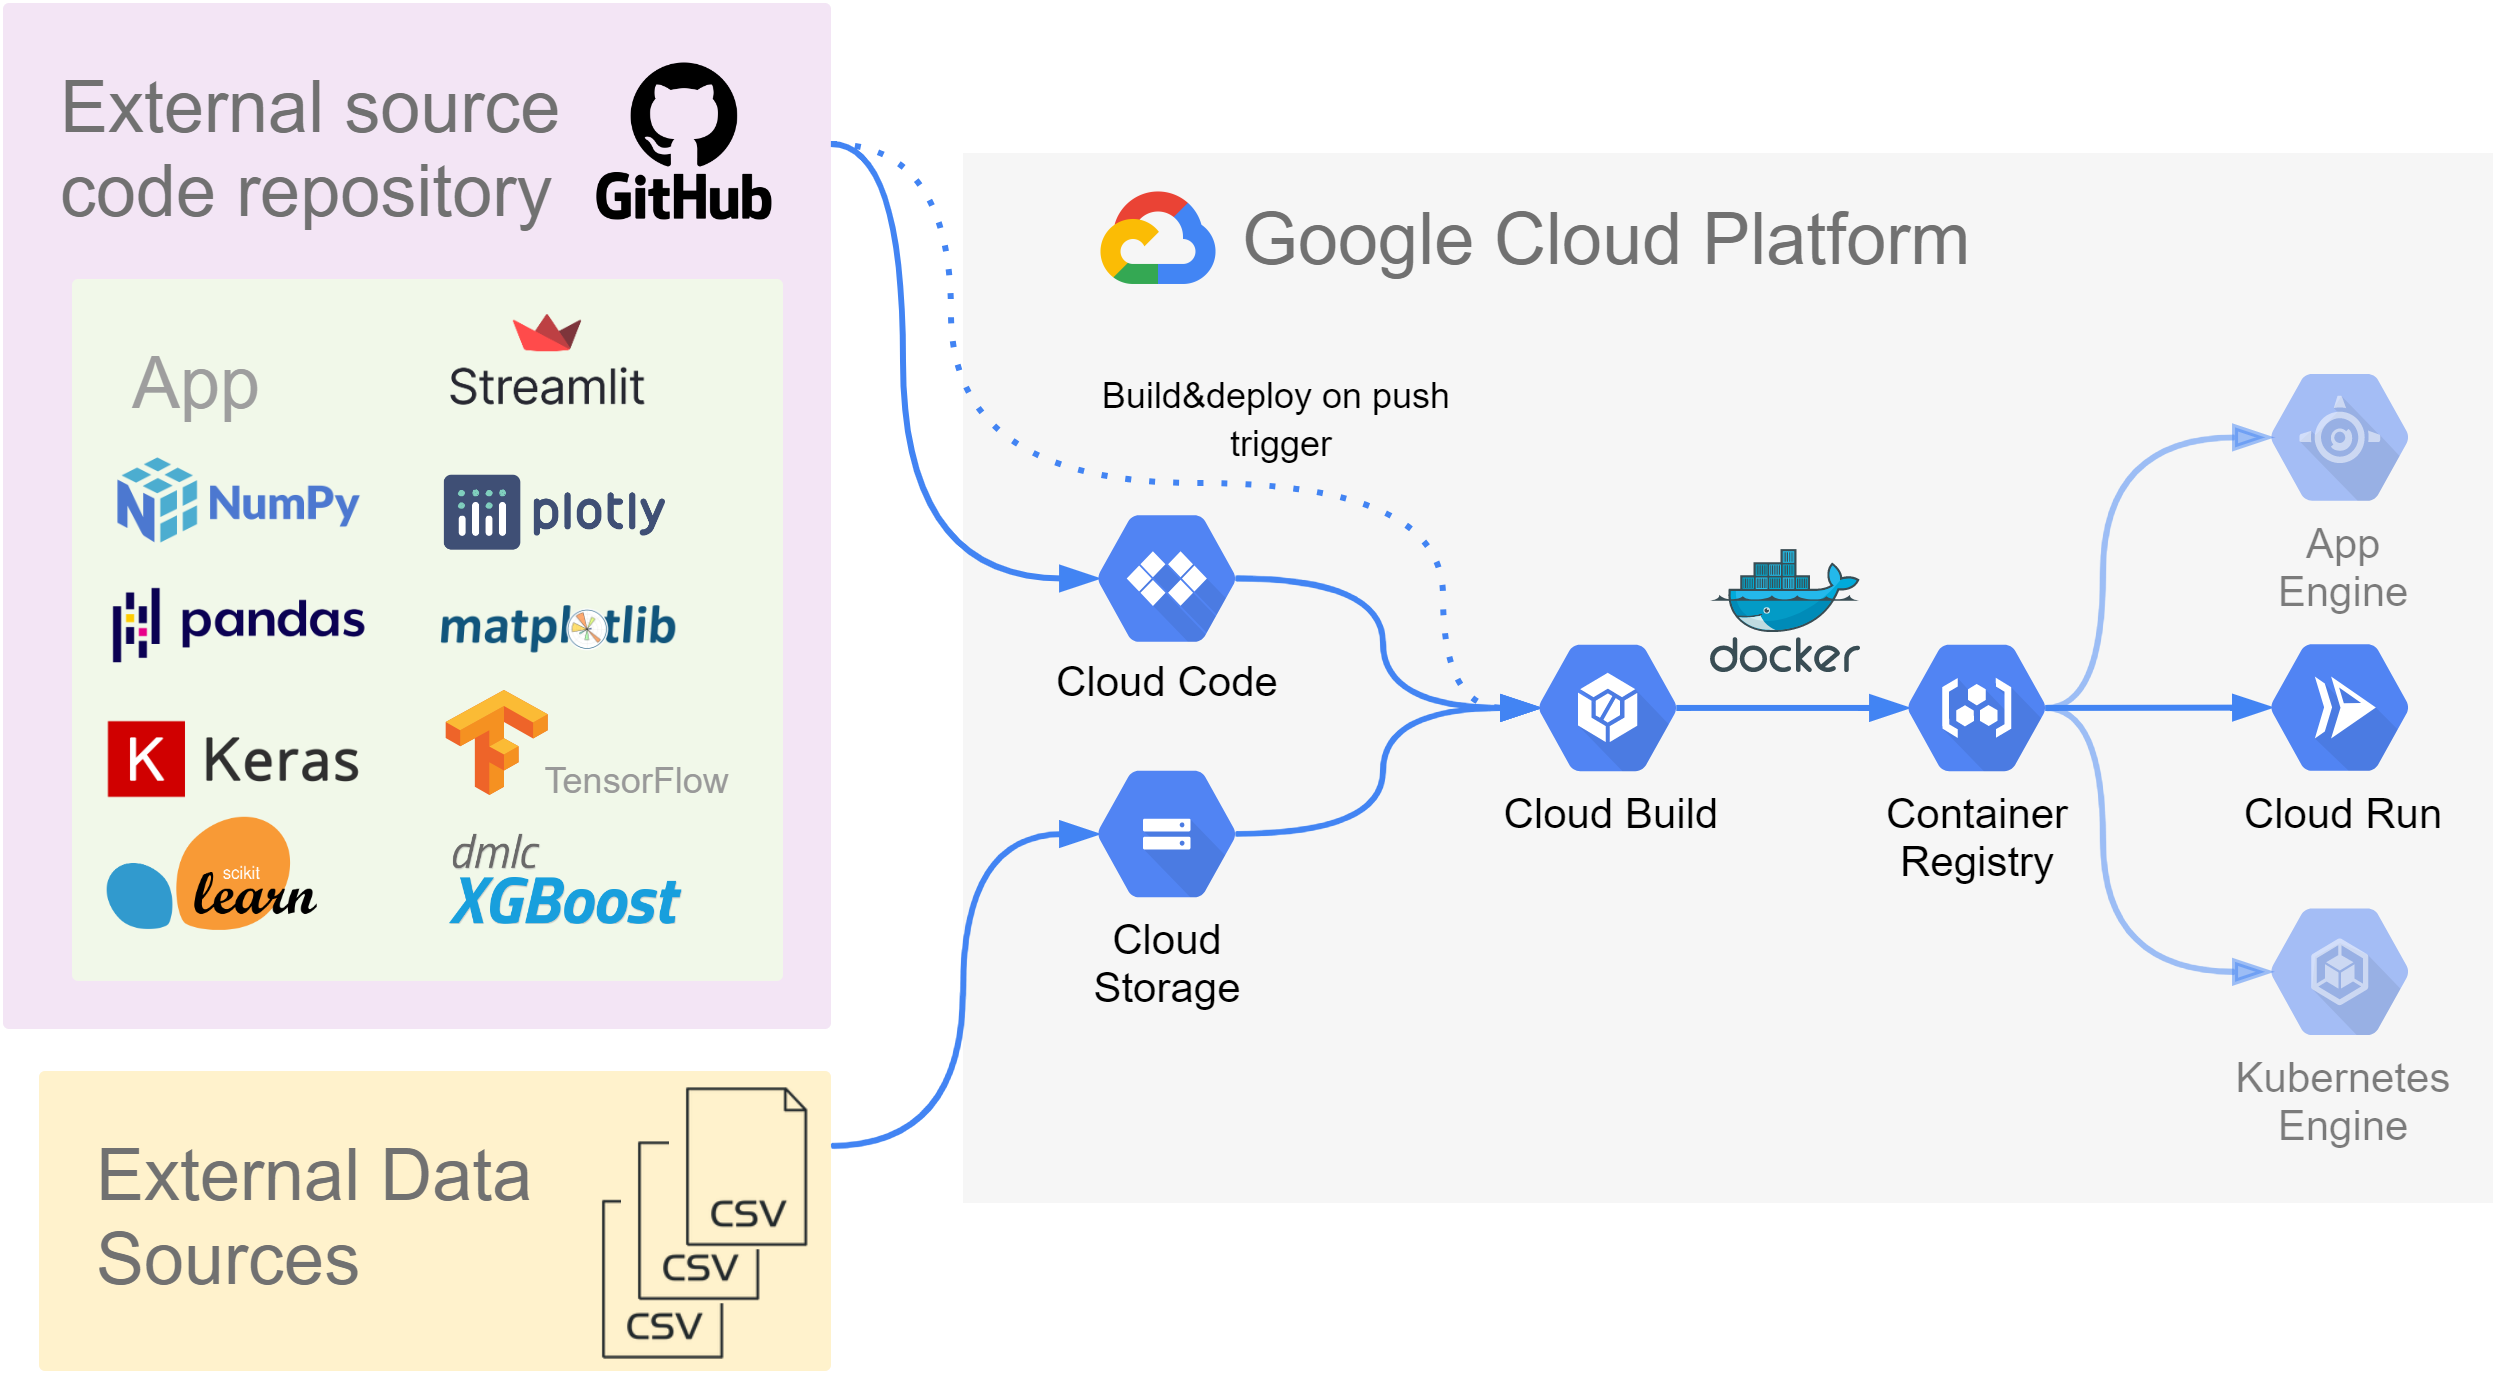 External source
code repository
GitHub
App
Streamlit
NumPy
plotly
pandas
matplotlib
K Keras
TensorFlow
scikit
learn
dmlc
XGBoost
External Data
Sources
CSV
CSV
CSV
Google Cloud Platform
Build&deploy on push
trigger
Cloud Code
Cloud
Storage
Cloud Build
docker
Container
Registry
App
Engine
Cloud Run
Kubernetes
Engine